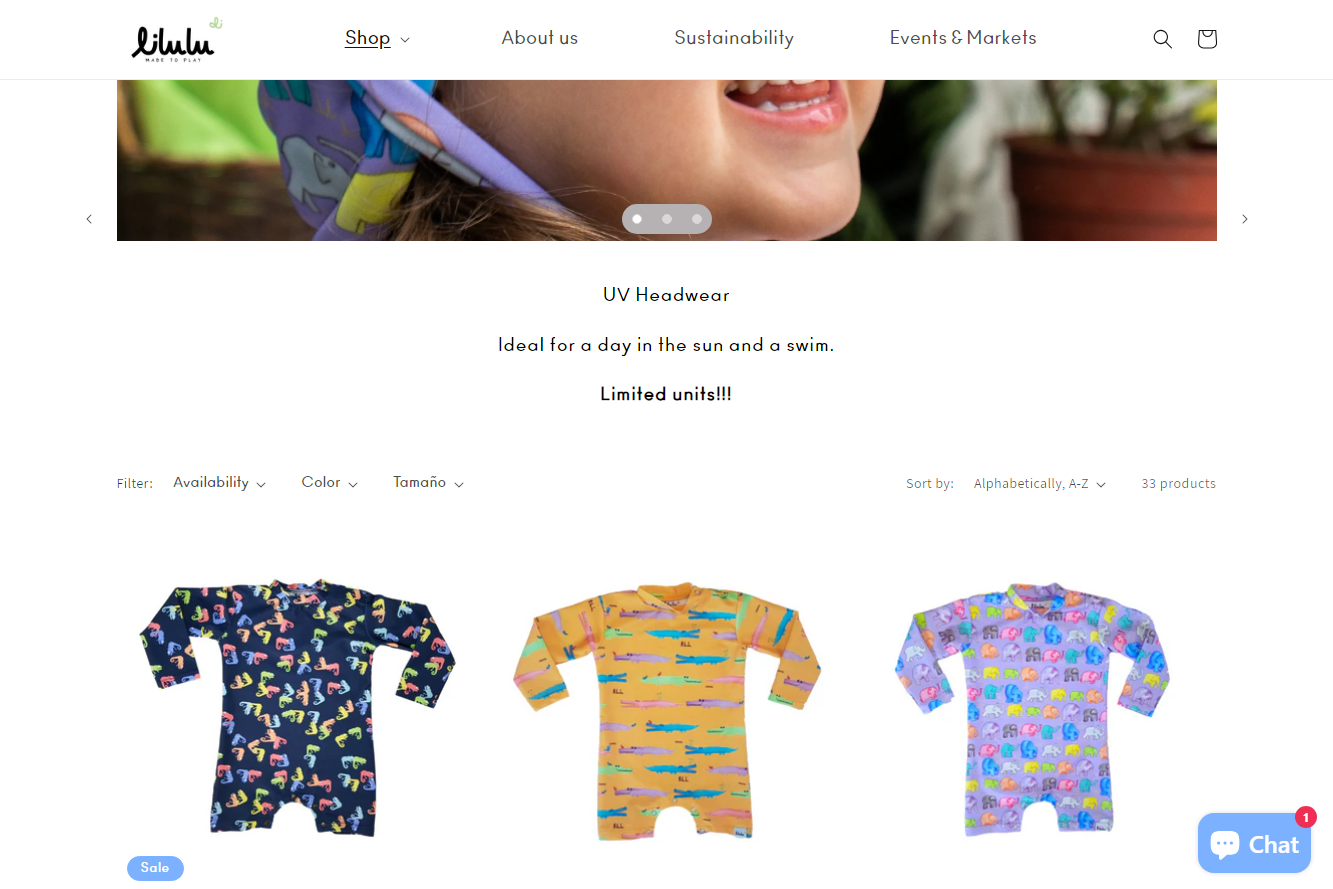 lilulu
MADE TO PLAY
Shop
About us
Sustainability
Events & Markets
UV Headwear
Ideal for a day in the sun and a swim.
Limited units!!!
Filter:
Availability
Color
Tamaño
Sort by:
Alphabetically, A-Z
33 products
Sale
Chat
1